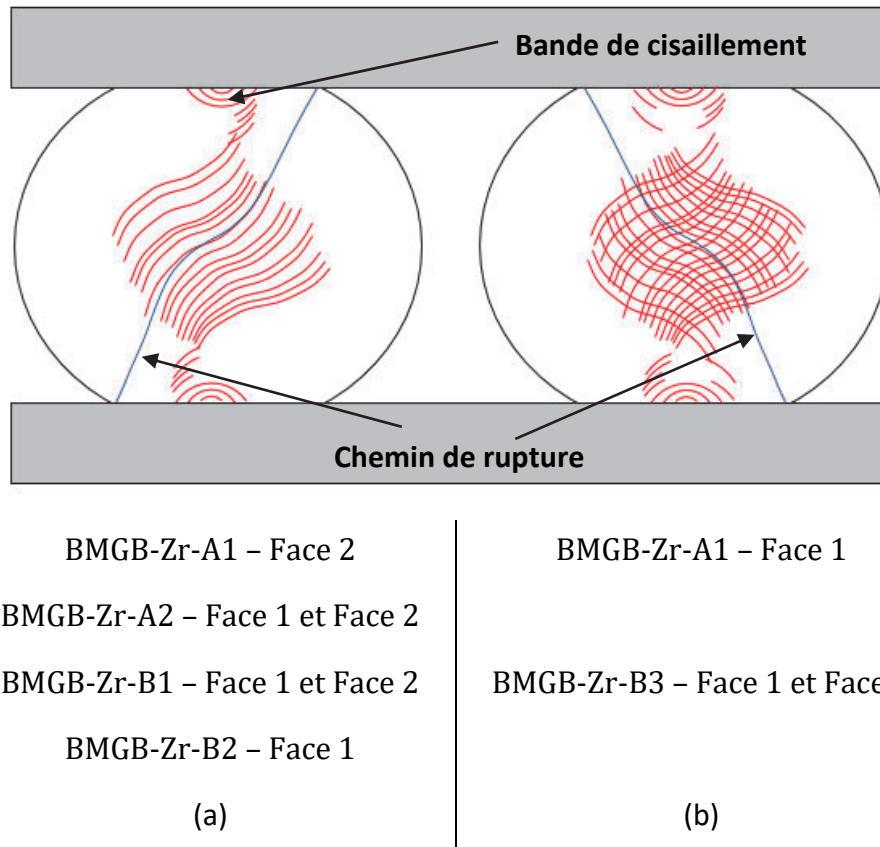 Bande de cisaillement
Chemin de rupture
BMGB-Zr-A1 – Face 2
BMGB-Zr-A2 – Face 1 et Face 2
BMGB-Zr-B1 – Face 1 et Face 2
BMGB-Zr-B2 – Face 1
(a)
BMGB-Zr-A1 – Face 1
BMGB-Zr-B3 – Face 1 et Face
(b)